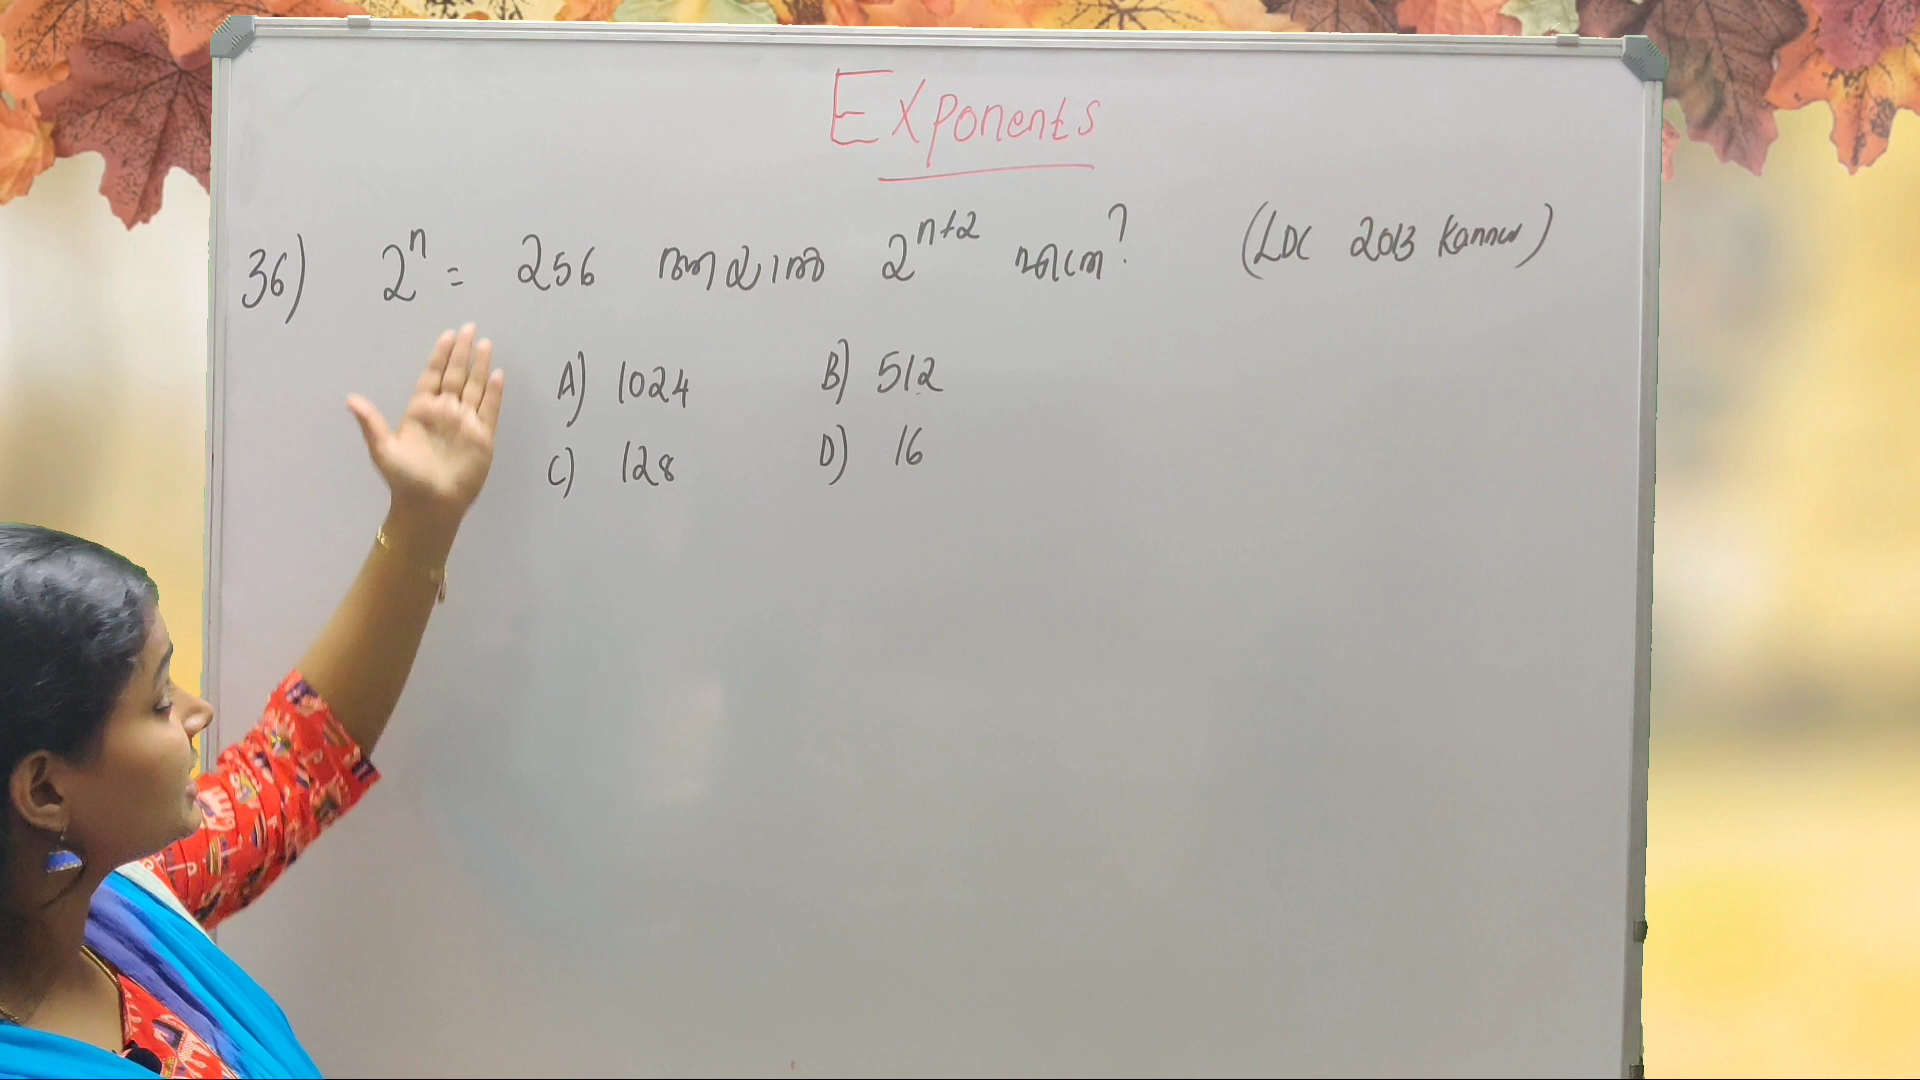 Exponents
36) 2ⁿ = 256 ആയാൽ 2ⁿ⁺² എത്ര? (LDC 2013 Kannur)
A) 1024 B) 512
C) 128 D) 16